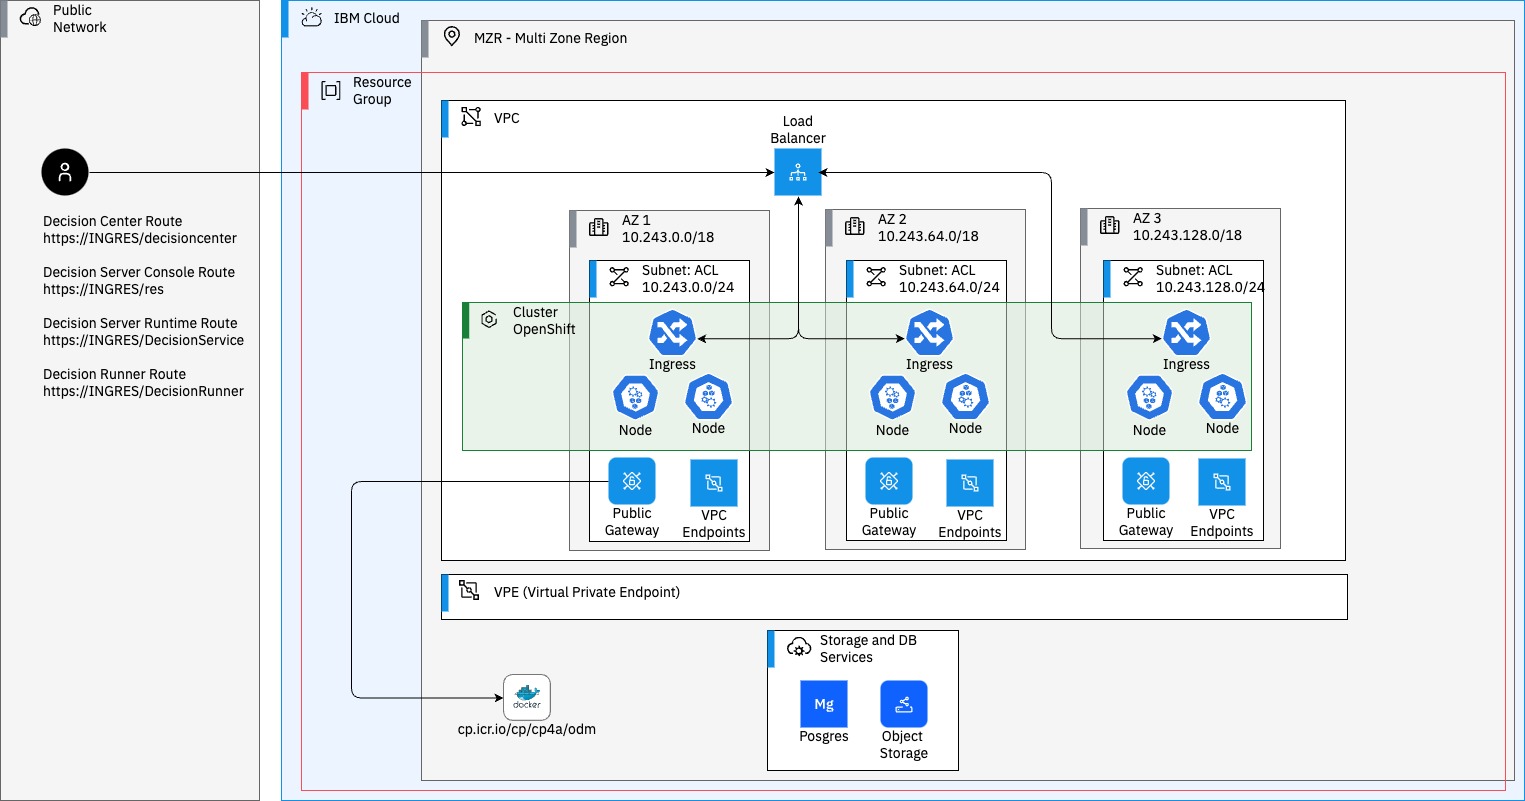 Public
Network
IBM Cloud
MZR - Multi Zone Region
Resource
Group
VPC
Load
Balancer
Decision Center Route
https://INGRES/decisioncenter
Decision Server Console Route
https://INGRES/res
Decision Server Runtime Route
https://INGRESS/DecisionService
Decision Runner Route
https://INGRESS/DecisionRunner
AZ 1
10.243.0.0/18
AZ 2
10.243.64.0/18
AZ 3
10.243.128.0/18
Subnet: ACL
10.243.0.0/24
Subnet: ACL
10.243.64.0/24
Subnet: ACL
10.243.128.0/24
Cluster
OpenShift
Ingress
Ingress
Ingress
Node
Node
Node
Node
Node
Node
Public
Gateway
VPC
Endpoints
Public
Gateway
VPC
Endpoints
Public
Gateway
VPC
Endpoints
VPE (Virtual Private Endpoint)
Storage and DB
Services
Mg
Posgres
Object
Storage
docker
cp.icr.io/cp/cp4a/odm